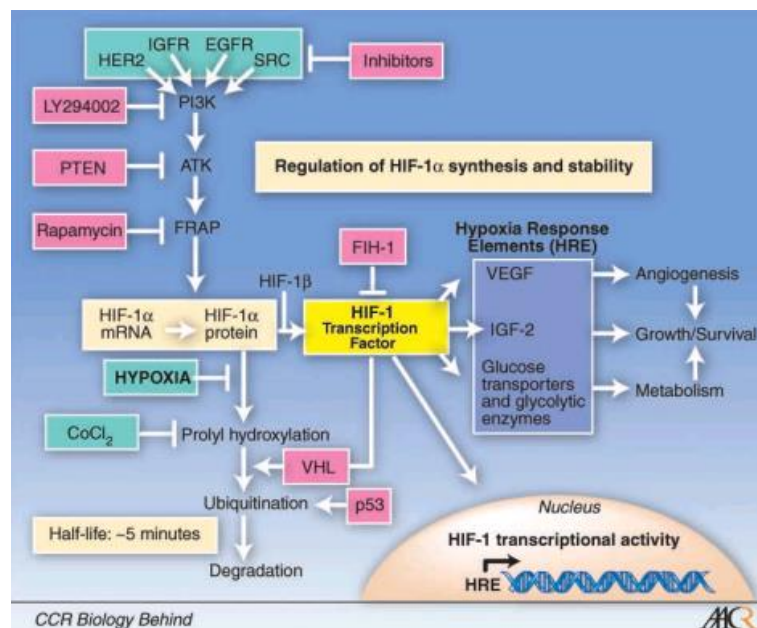 IGFR EGFR
HER2 SRC
Inhibitors
LY294002
PI3K
PTEN
ATK
Regulation of HIF-1α synthesis and stability
Rapamycin
FRAP
FIH-1
Hypoxia Response
Elements (HRE)
HIF-1β
VEGF
Angiogenesis
HIF-1α
mRNA
HIF-1α
protein
HIF-1
Transcription
Factor
IGF-2
Growth/Survival
HYPOXIA
Glucose
transporters
and glycolytic
enzymes
Metabolism
CoCl₂
Prolyl hydroxylation
VHL
Ubiquitination
p53
Nucleus
Half-life: ~5 minutes
HIF-1 transcriptional activity
Degradation
HRE
CCR Biology Behind
AACR